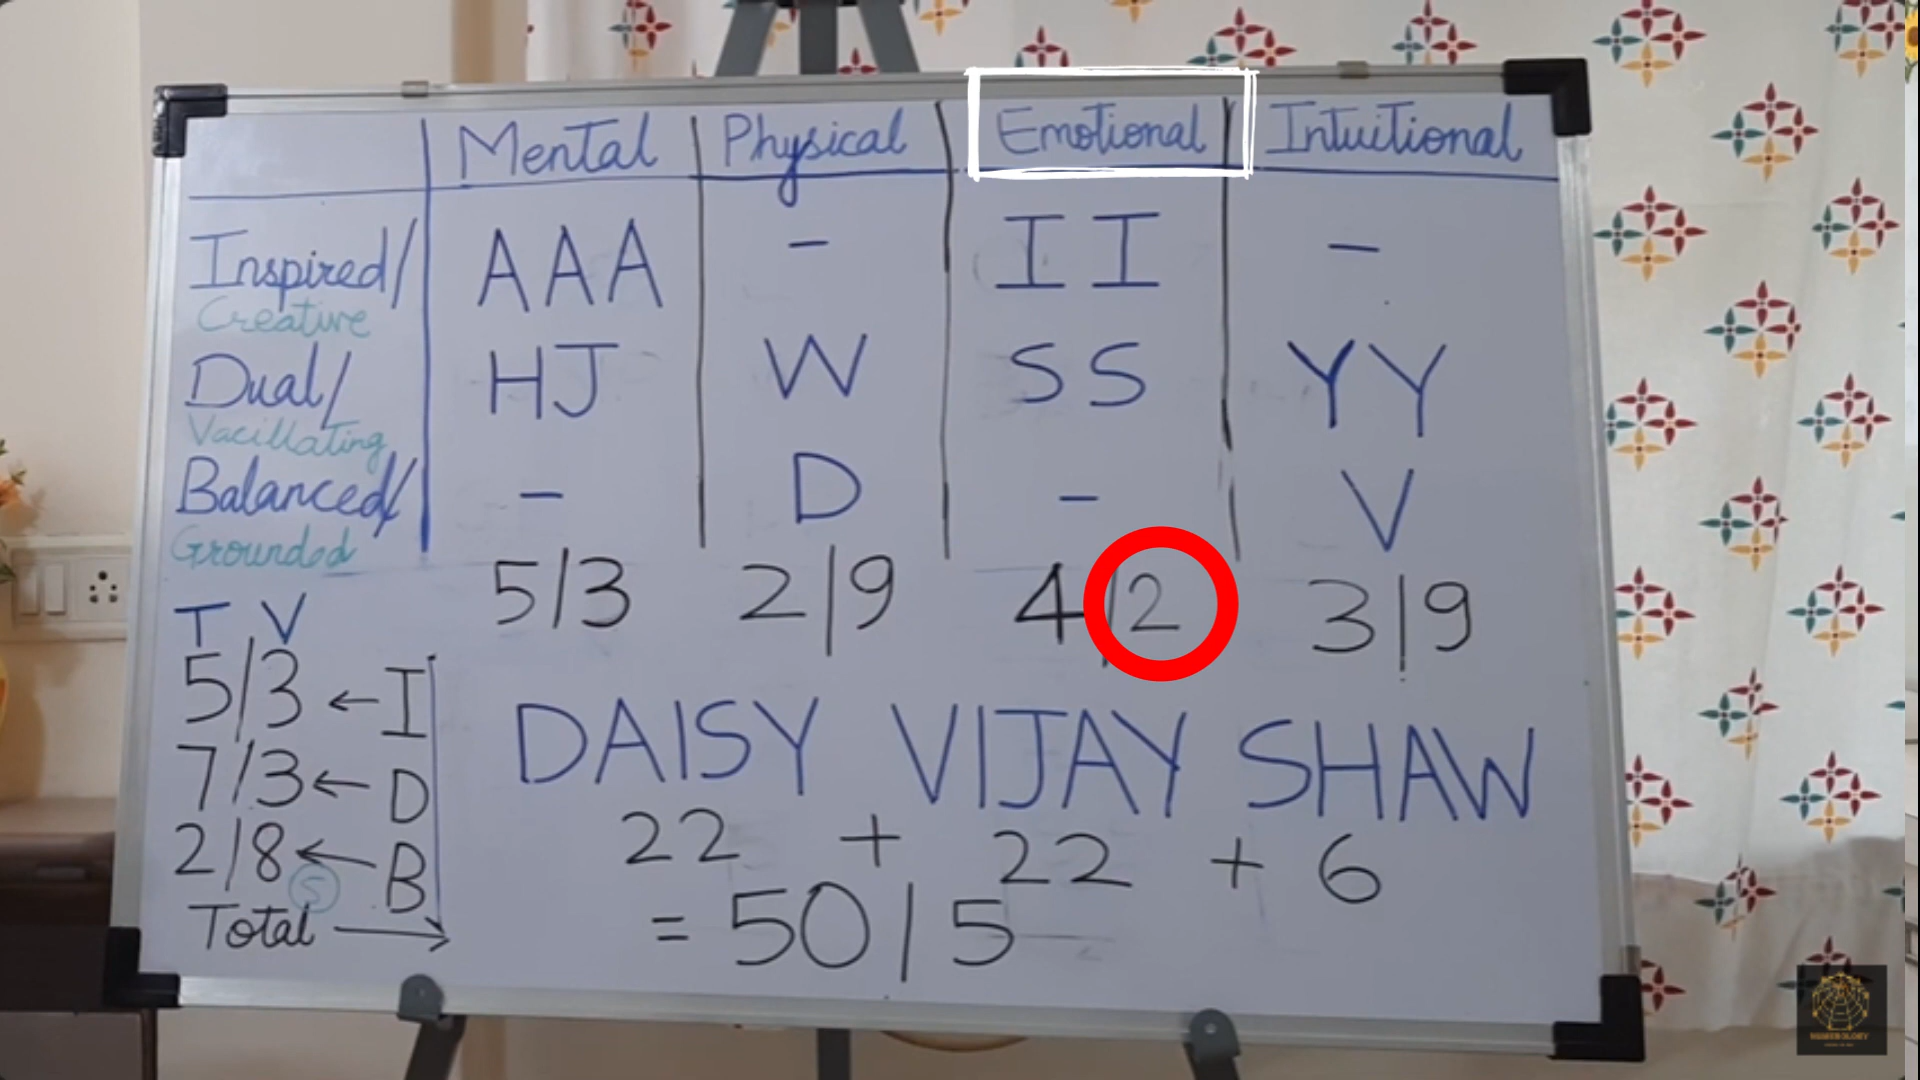 Mental Physical Emotional Intuitional
Inspired/ AAA - II -
Creative
Dual/ HJ W SS YY
Vacillating
Balanced/ - D - V
Grounded
5/3 2|9 4/2 3|9
T V
5/3 ← I
7/3 ← D
2/8 ← B
5
Total →
DAISY VIJAY SHAW
22 + 22 + 6
= 50 | 5